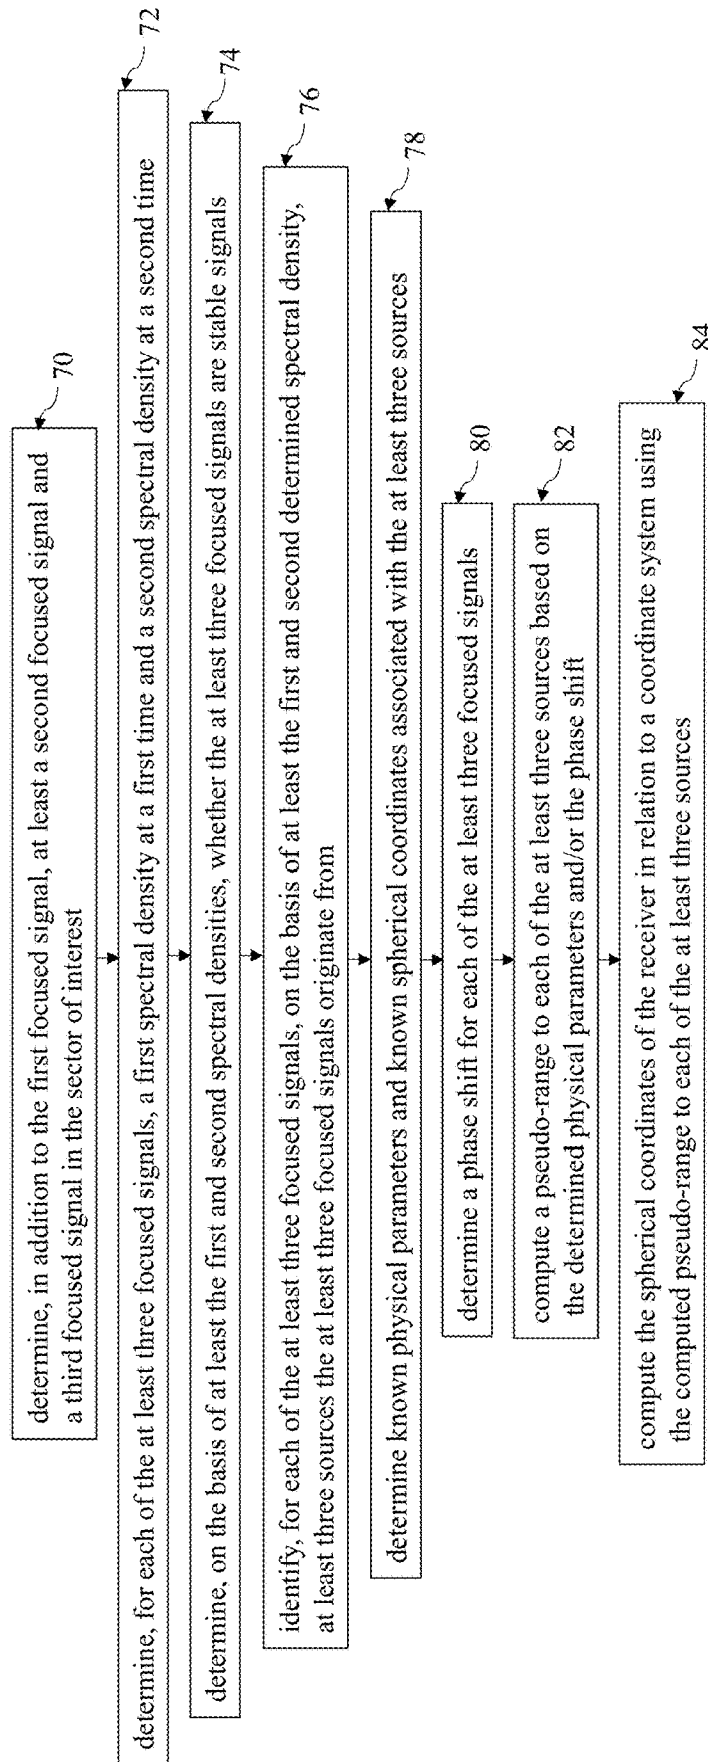 70
determine, in addition to the first focused signal, at least a second focused signal and
a third focused signal in the sector of interest
72
determine, for each of the at least three focused signals, a first spectral density at a first time and a second spectral density at a second time
74
determine, on the basis of at least the first and second spectral densities, whether the at least three focused signals are stable signals
76
identify, for each of the at least three focused signals, on the basis of at least the first and second determined spectral density,
at least three sources the at least three focused signals originate from
78
determine known physical parameters and known spherical coordinates associated with the at least three sources
80
determine a phase shift for each of the at least three focused signals
82
compute a pseudo-range to each of the at least three sources based on
the determined physical parameters and/or the phase shift
84
compute the spherical coordinates of the receiver in relation to a coordinate system using
the computed pseudo-range to each of the at least three sources